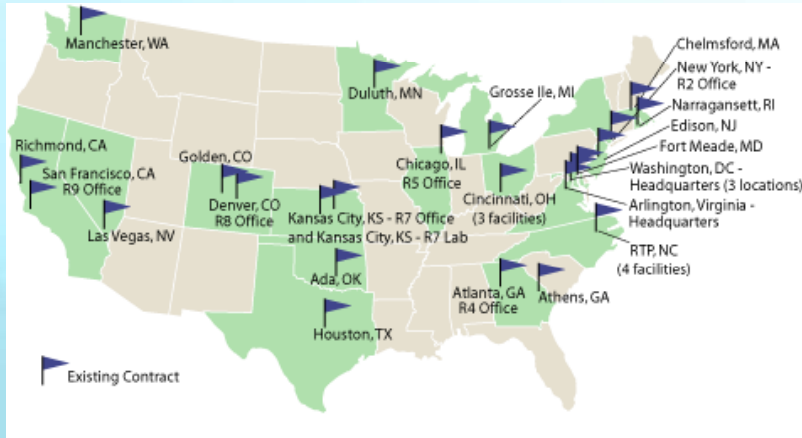 Manchester, WA
Duluth, MN
Grosse Ile, MI
Chelmsford, MA
New York, NY -
R2 Office
Narragansett, RI
Edison, NJ
Fort Meade, MD
Washington, DC -
Headquarters (3 locations)
Arlington, Virginia -
Headquarters
RTP, NC
(4 facilities)
Richmond, CA
San Francisco, CA
R9 Office
Las Vegas, NV
Golden, CO
Denver, CO
R8 Office
Chicago, IL
R5 Office
Cincinnati, OH
(3 facilities)
Kansas City, KS - R7 Office
and Kansas City, KS - R7 Lab
Ada, OK
Houston, TX
Atlanta, GA
R4 Office
Athens, GA
Existing Contract